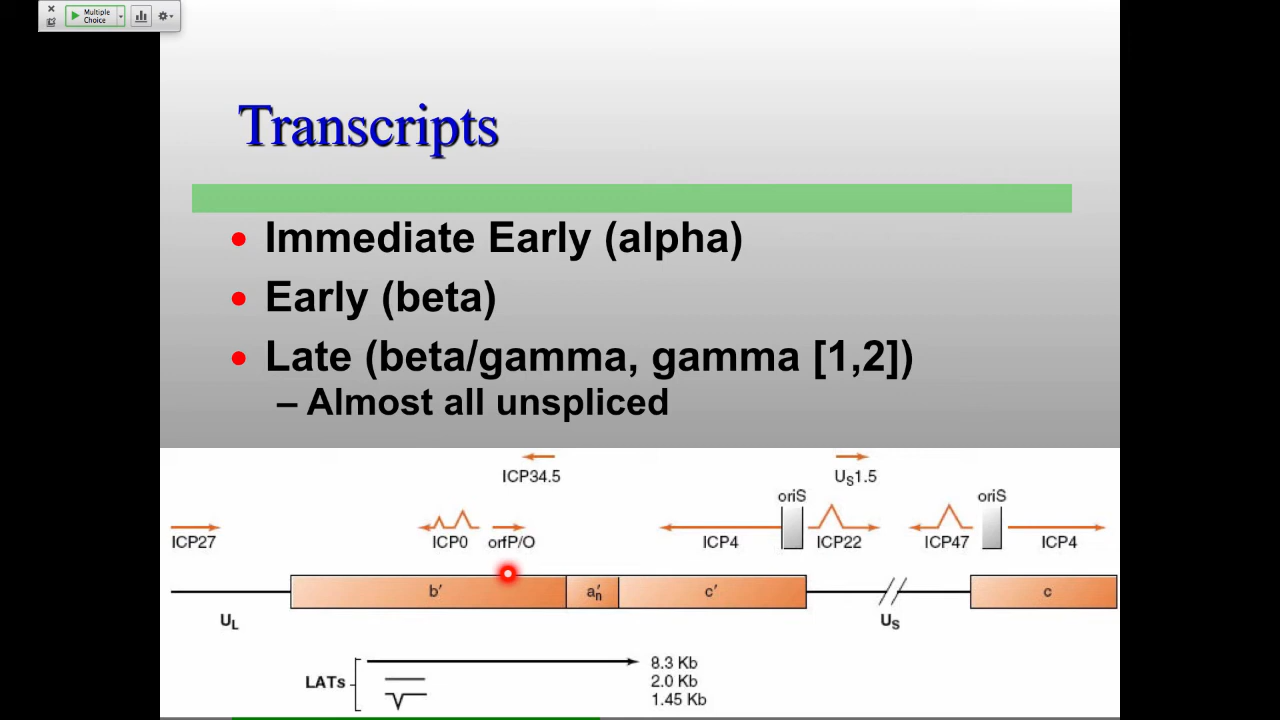 Multiple
Choice
Transcripts
• Immediate Early (alpha)
• Early (beta)
• Late (beta/gamma, gamma [1,2])
– Almost all unspliced
ICP34.5
US1.5
oriS
oriS
ICP27
ICP0
orfP/O
ICP4
ICP22
ICP47
ICP4
b′
a′n
c′
c
UL
US
LATs
8.3 Kb
2.0 Kb
1.45 Kb